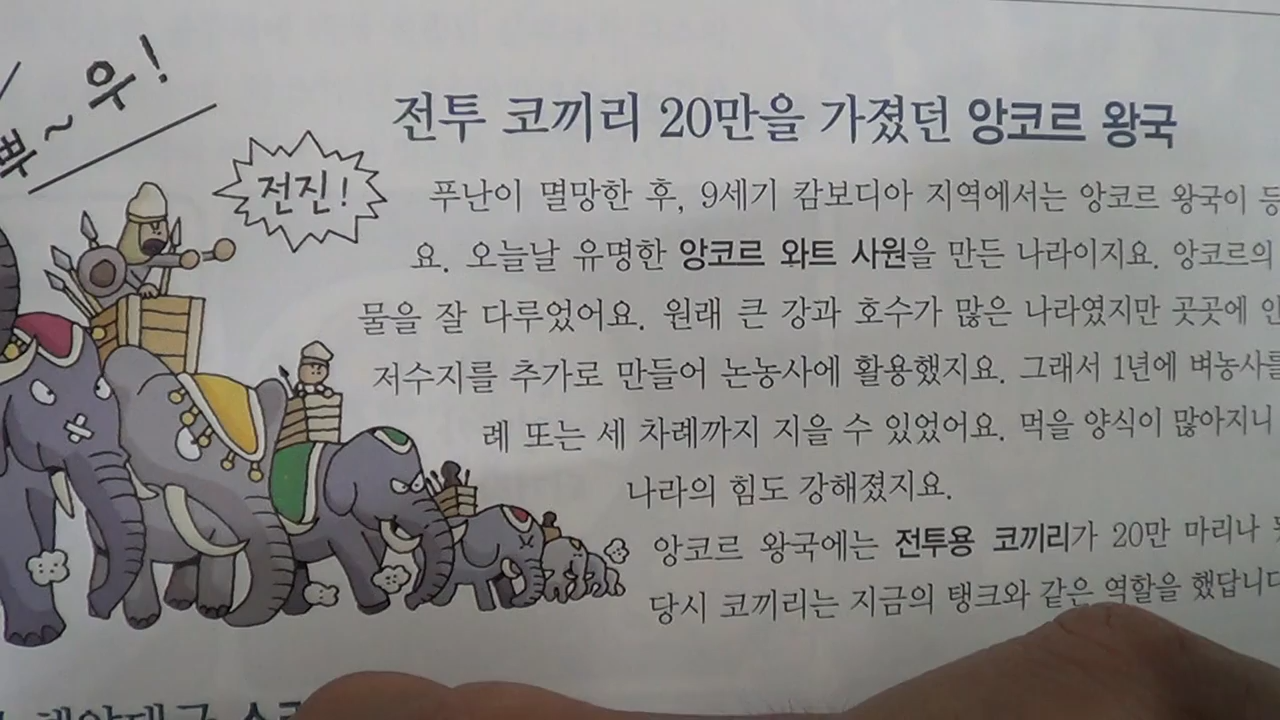 뿌~우!
전진!
전투 코끼리 20만을 가졌던 앙코르 왕국
푸난이 멸망한 후, 9세기 캄보디아 지역에서는 앙코르 왕국이
요. 오늘날 유명한 앙코르 와트 사원을 만든 나라이지요. 앙코르의
물을 잘 다루었어요. 원래 큰 강과 호수가 많은 나라였지만 곳곳에
저수지를 추가로 만들어 논농사에 활용했지요. 그래서 1년에 벼농사를
례 또는 세 차례까지 지을 수 있었어요. 먹을 양식이 많아지니
나라의 힘도 강해졌지요.
앙코르 왕국에는 전투용 코끼리가 20만 마리나
당시 코끼리는 지금의 탱크와 같은 역할을 했답니다